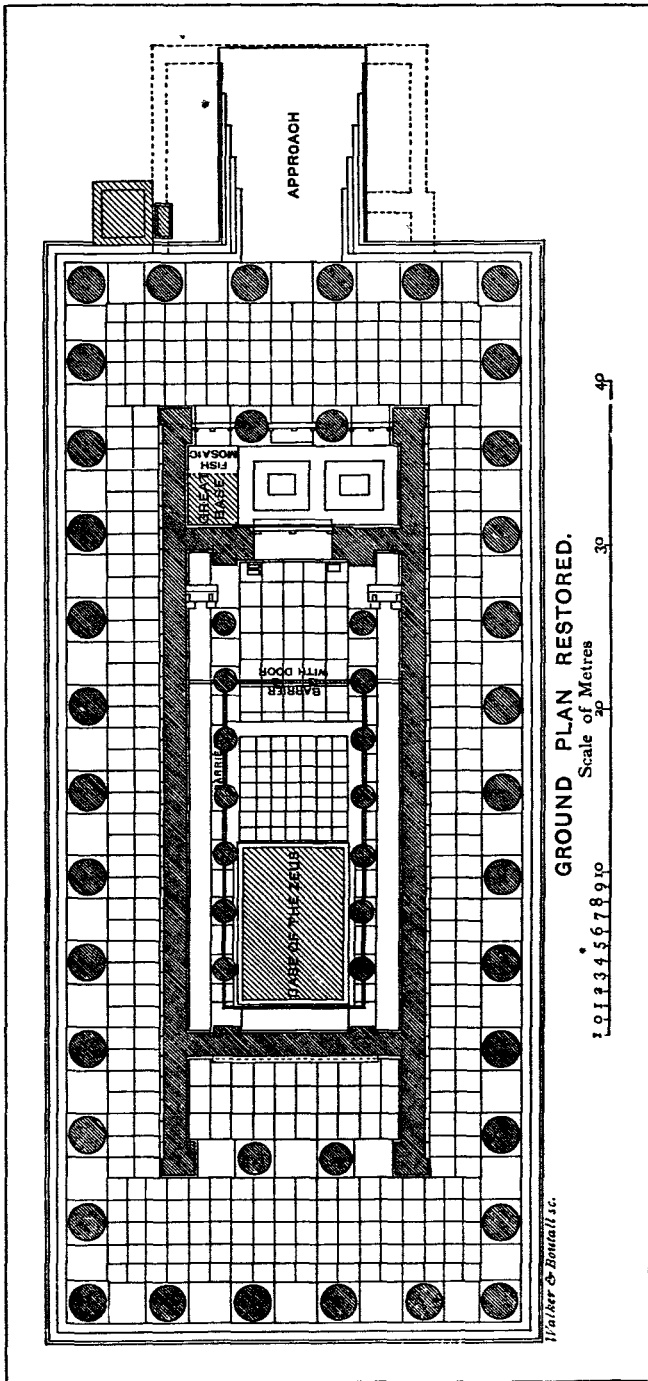 APPROACH
FISH
MOSAIC
GREAT
BASE
BARRIER
WITH DOOR
ARRIE
BASE OF THE ZEUS
GROUND PLAN RESTORED.
Scale of Metres
1 0 1 2 3 4 5 6 7 8 9 10 20 30 40
Walker & Boutall sc.